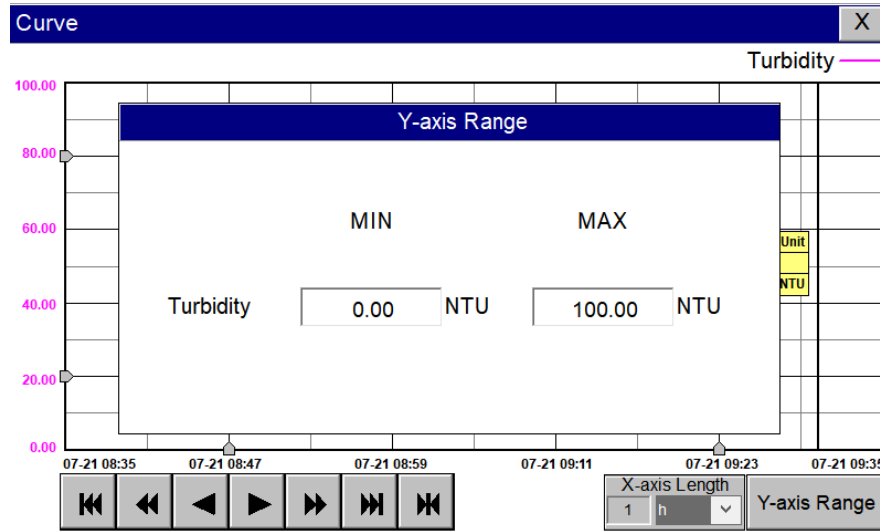 Curve X
Turbidity
100.00
Y-axis Range
80.00
MIN MAX
60.00
Unit
NTU
Turbidity 0.00 NTU 100.00 NTU
40.00
20.00
0.00
07-21 08:35 07-21 08:47 07-21 08:59 07-21 09:11 07-21 09:23 07-21 09:35
X-axis Length
1 h
Y-axis Range